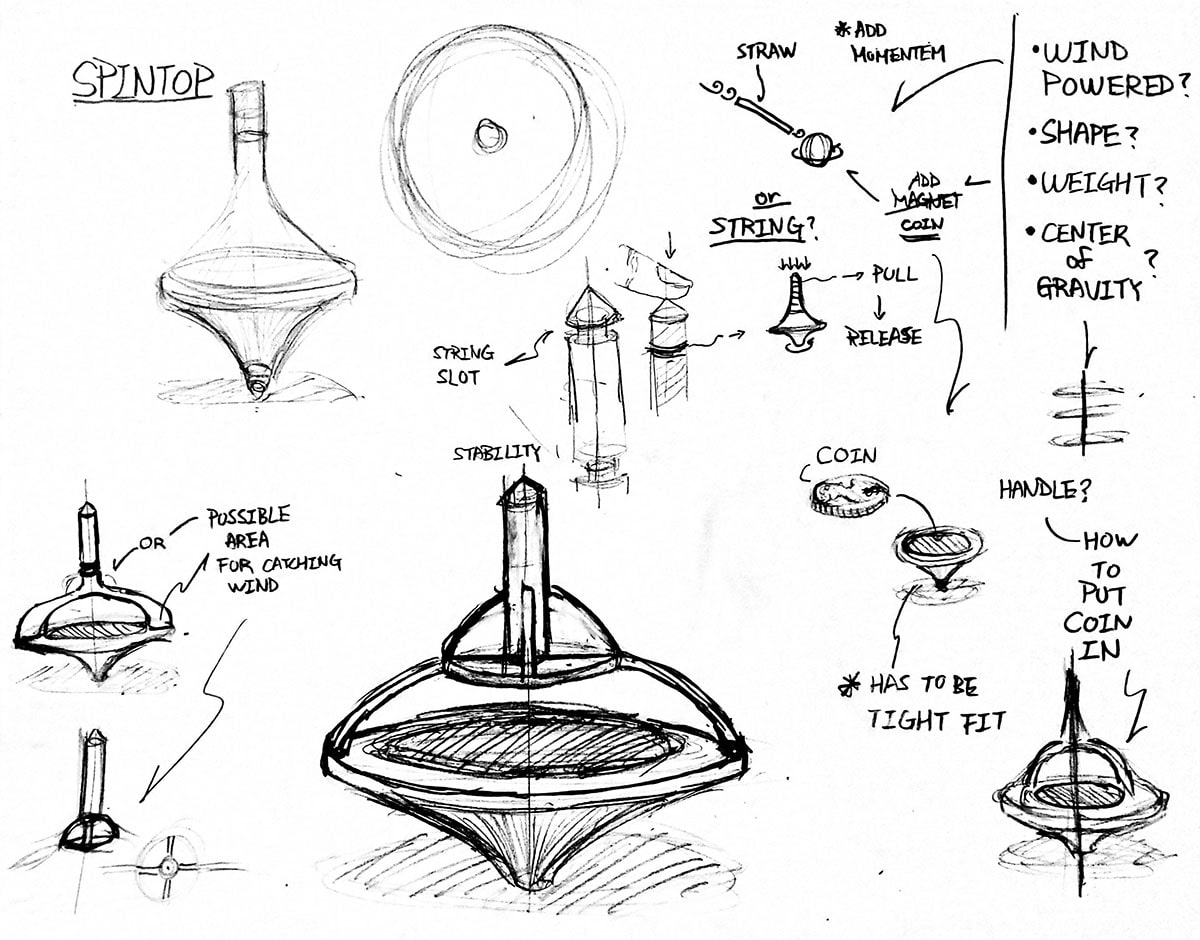 SPINTOP
STRAW
* ADD
MOMENTEM
• WIND
POWERED?
• SHAPE?
• WEIGHT?
• CENTER
of
GRAVITY ?
ADD
MAGNET
COIN
or
STRING?
PULL
RELEASE
STRING
SLOT
STABILITY
COIN
HANDLE?
HOW
TO
PUT
COIN
IN
* HAS TO BE
TIGHT FIT
OR
POSSIBLE
AREA
FOR CATCHING
WIND